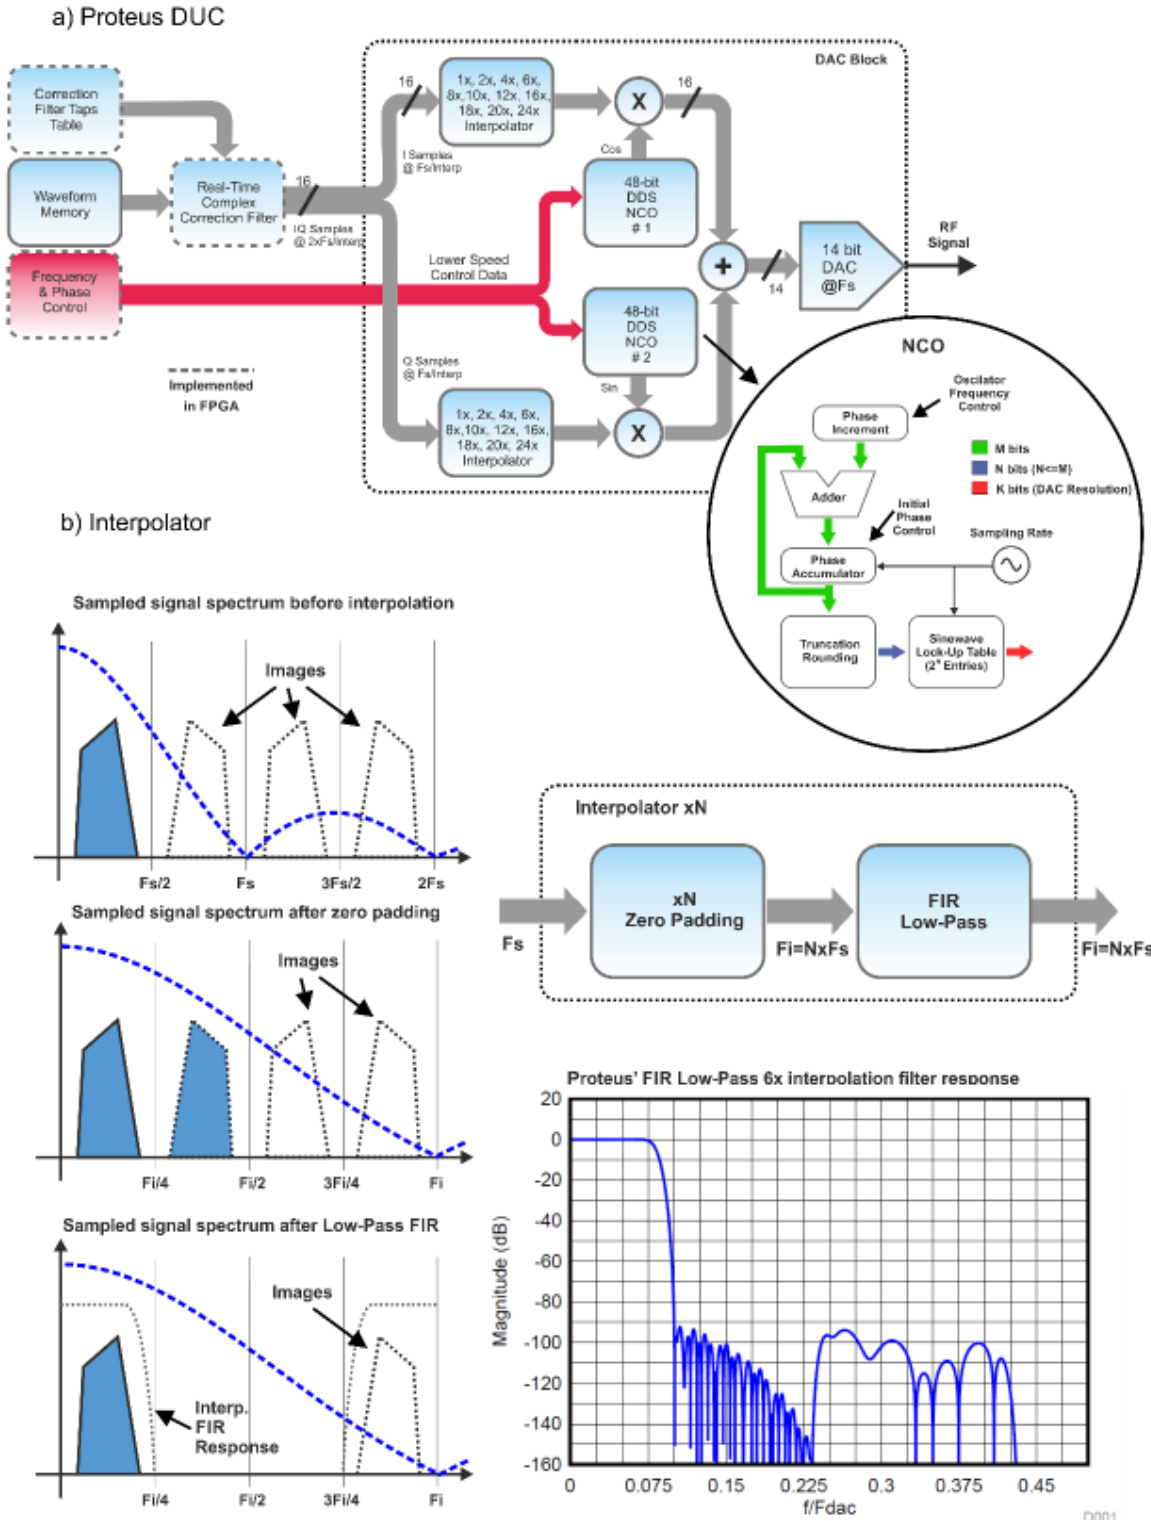 a) Proteus DUC
DAC Block
Correction
Filter Taps
Table
Waveform
Memory
Frequency
& Phase
Control
Real-Time
Complex
Correction Filter
16
IQ Samples
@ 2xFs/Interp
16
I Samples
@ Fs/Interp
1x, 2x, 4x, 6x,
8x,10x, 12x, 16x,
18x, 20x, 24x
Interpolator
X
16
Cos
48-bit
DDS
NCO
# 1
Lower Speed
Control Data
48-bit
DDS
NCO
# 2
Sin
Q Samples
@ Fs/Interp
1x, 2x, 4x, 6x,
8x,10x, 12x, 16x,
18x, 20x, 24x
Interpolator
X
+
14
14 bit
DAC
@Fs
RF
Signal
Implemented
in FPGA
NCO
Oscilator
Frequency
Control
Phase
Increment
M bits
N bits (N<=M)
K bits (DAC Resolution)
Adder
Initial
Phase
Control
Sampling Rate
Phase
Accumulator
Truncation
Rounding
Sinewave
Look-Up Table
(2ᴺ Entries)
b) Interpolator
Sampled signal spectrum before interpolation
Images
Fs/2
Fs
3Fs/2
2Fs
Sampled signal spectrum after zero padding
Images
Fi/4
Fi/2
3Fi/4
Fi
Sampled signal spectrum after Low-Pass FIR
Images
Interp.
FIR
Response
Fi/4
Fi/2
3Fi/4
Fi
Interpolator xN
Fs
xN
Zero Padding
Fi=NxFs
FIR
Low-Pass
Fi=NxFs
Proteus' FIR Low-Pass 6x interpolation filter response
20
0
-20
-40
-60
-80
-100
-120
-140
-160
Magnitude (dB)
0
0.075
0.15
0.225
0.3
0.375
0.45
f/Fdac
D001